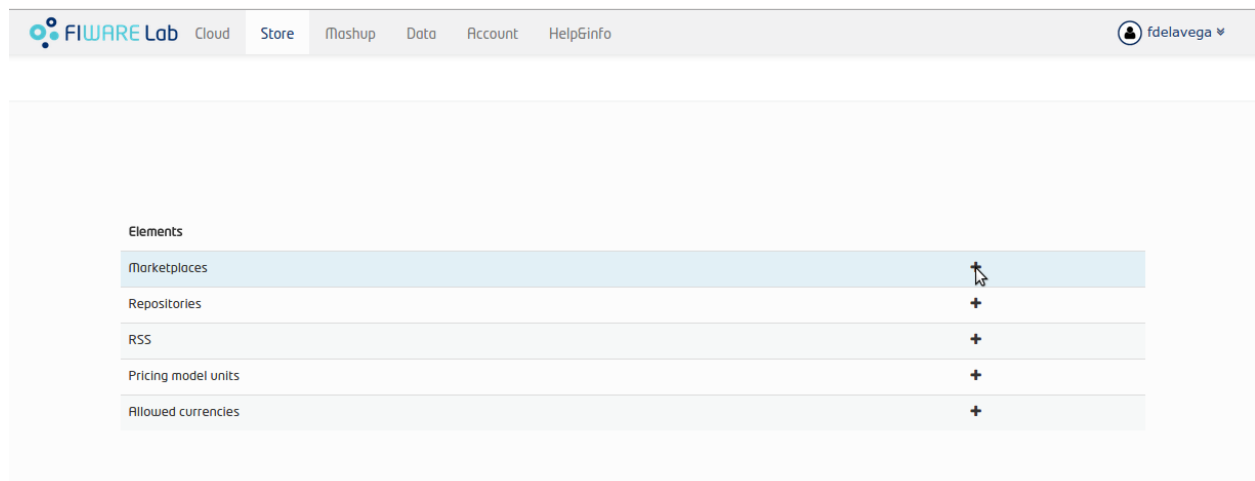 FIWARE Lab Cloud Store Mashup Data Account Help&info fdelavega
Elements
Marketplaces
Repositories
RSS
Pricing model units
Allowed currencies